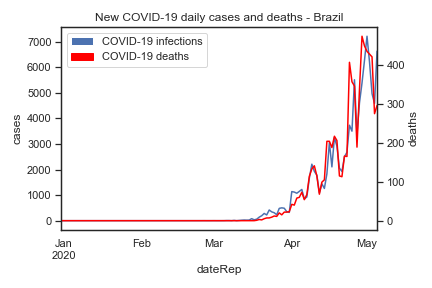 New COVID-19 daily cases and deaths - Brazil
COVID-19 infections
COVID-19 deaths
7000
6000
5000
4000
3000
2000
1000
0
cases
400
300
200
100
0
deaths
Jan Feb Mar Apr May
2020
dateRep